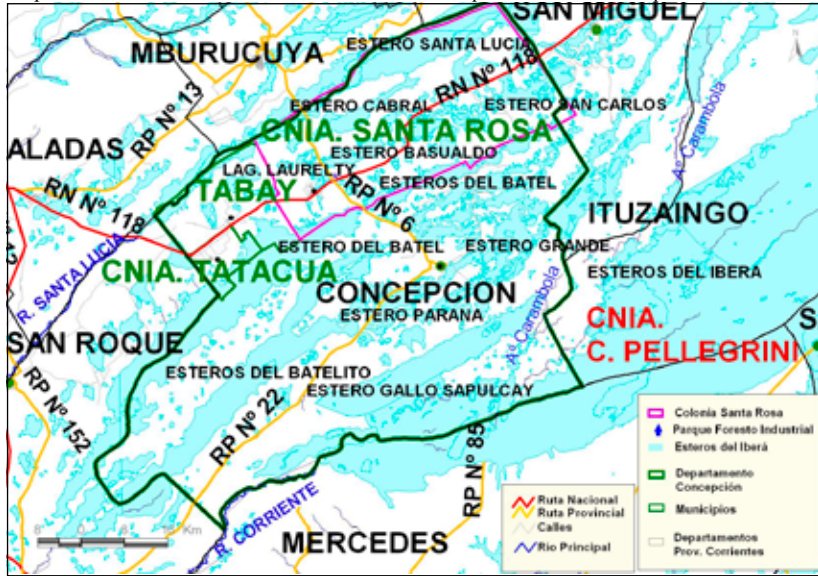 SAN MIGUEL
MBURUCUYA
ESTERO SANTA LUCIA
RN Nº 118
RP Nº 13
ESTERO CABRAL
ESTERO SAN CARLOS
CNIA. SANTA ROSA
Aº Carambola
ALADAS
ESTERO BASUALDO
LAG. LAURELTY
ESTEROS DEL BATEL
TABAY
RP Nº 6
RN Nº 118
ITUZAINGO
R. SANTA LUCIA
ESTERO DEL BATEL
ESTERO GRANDE
CNIA. TATACUA
ESTEROS DEL IBERA
CONCEPCION
Aº Carambola
ESTERO PARANA
CNIA.
C. PELLEGRINI
S
SAN ROQUE
ESTEROS DEL BATELITO
ESTERO GALLO SAPULCAY
RP Nº 152
RP Nº 22
RP Nº 85
R. CORRIENTE
MERCEDES
Km
Ruta Nacional
Ruta Provincial
Calles
Rio Principal
Colonia Santa Rosa
Parque Foresto Industrial
Esteros del Iberá
Departamento
Concepción
Municipios
Departamentos
Prov. Corrientes